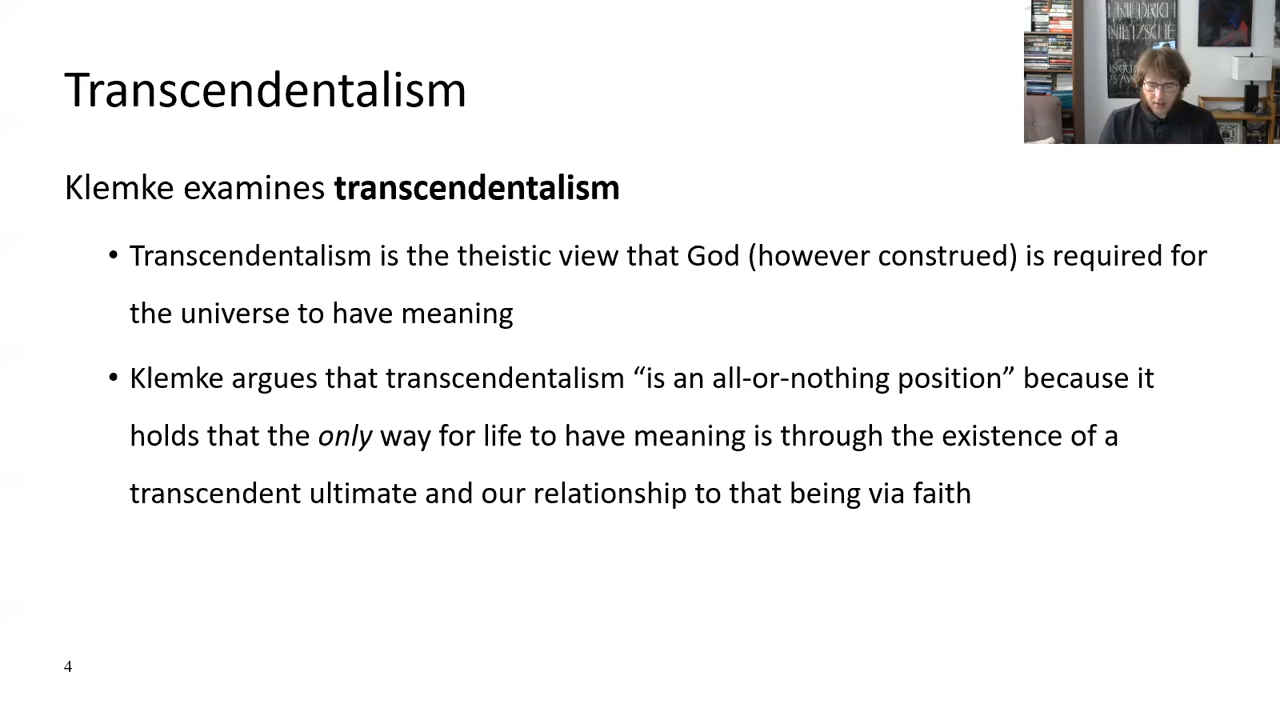 Transcendentalism
FRIEDRICH
NIETZSCHE
Klemke examines transcendentalism
• Transcendentalism is the theistic view that God (however construed) is required for
the universe to have meaning
• Klemke argues that transcendentalism “is an all-or-nothing position” because it
holds that the only way for life to have meaning is through the existence of a
transcendent ultimate and our relationship to that being via faith
4